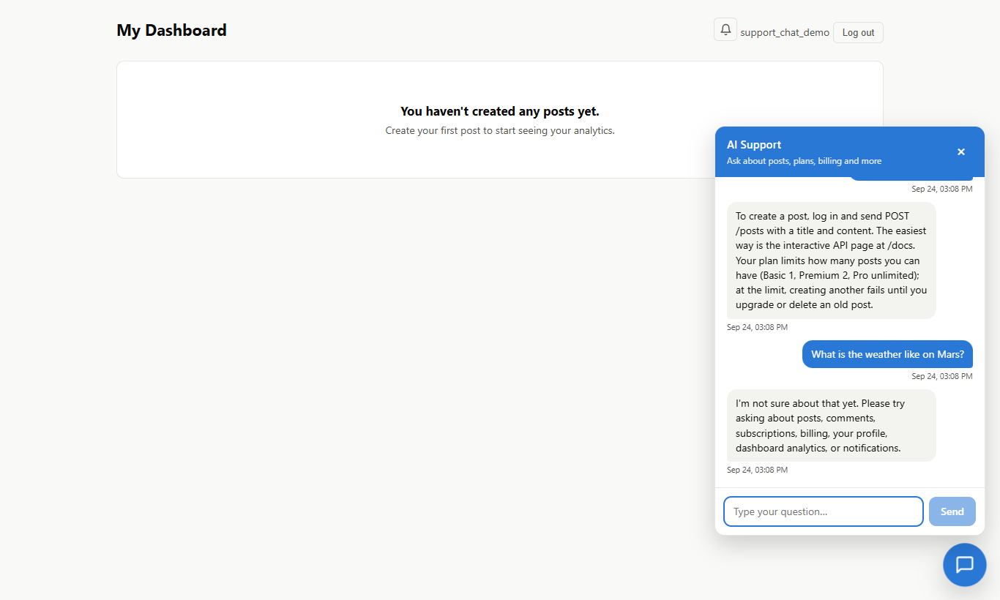 My Dashboard
support_chat_demo
Log out
You haven't created any posts yet.
Create your first post to start seeing your analytics.
AI Support
Ask about posts, plans, billing and more
Sep 24, 03:08 PM
To create a post, log in and send POST
/posts with a title and content. The easiest
way is the interactive API page at /docs.
Your plan limits how many posts you can
have (Basic 1, Premium 2, Pro unlimited);
at the limit, creating another fails until you
upgrade or delete an old post.
Sep 24, 03:08 PM
What is the weather like on Mars?
Sep 24, 03:08 PM
I'm not sure about that yet. Please try
asking about posts, comments,
subscriptions, billing, your profile,
dashboard analytics, or notifications.
Sep 24, 03:08 PM
Type your question...
Send